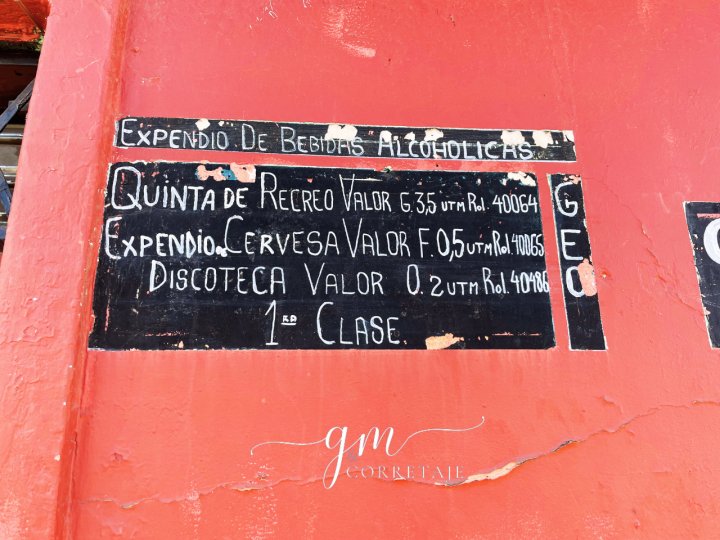 EXPENDIO DE BEBIDAS ALCOHOLICAS
QUINTA DE RECREO VALOR G. 3,5 UTM Rol. 40064
EXPENDIO. CERVESA VALOR F. 0,5 UTM Rol. 40065
DISCOTECA VALOR O. 2 UTM Rol. 40486
1RA CLASE.
G
E
O
gm
CORRETAJE